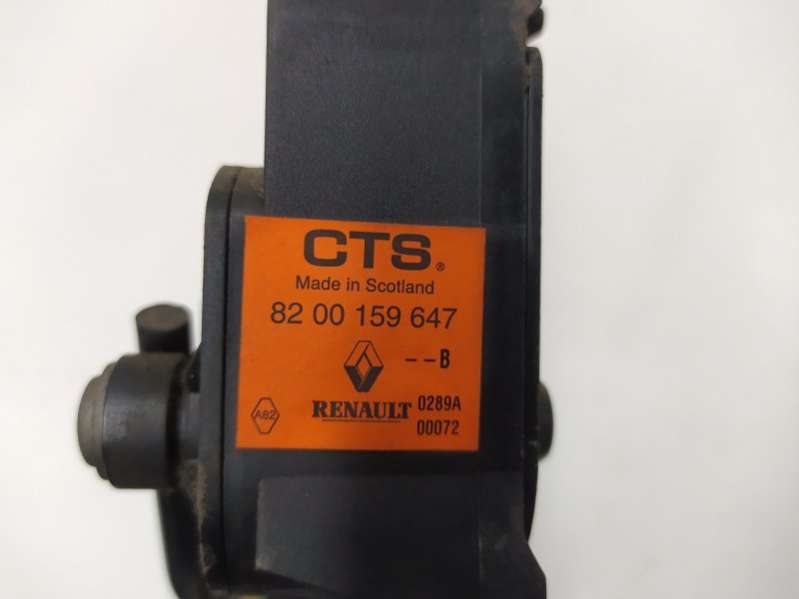 CTS®
Made in Scotland
82 00 159 647
--B
A82
RENAULT 0289A
00072